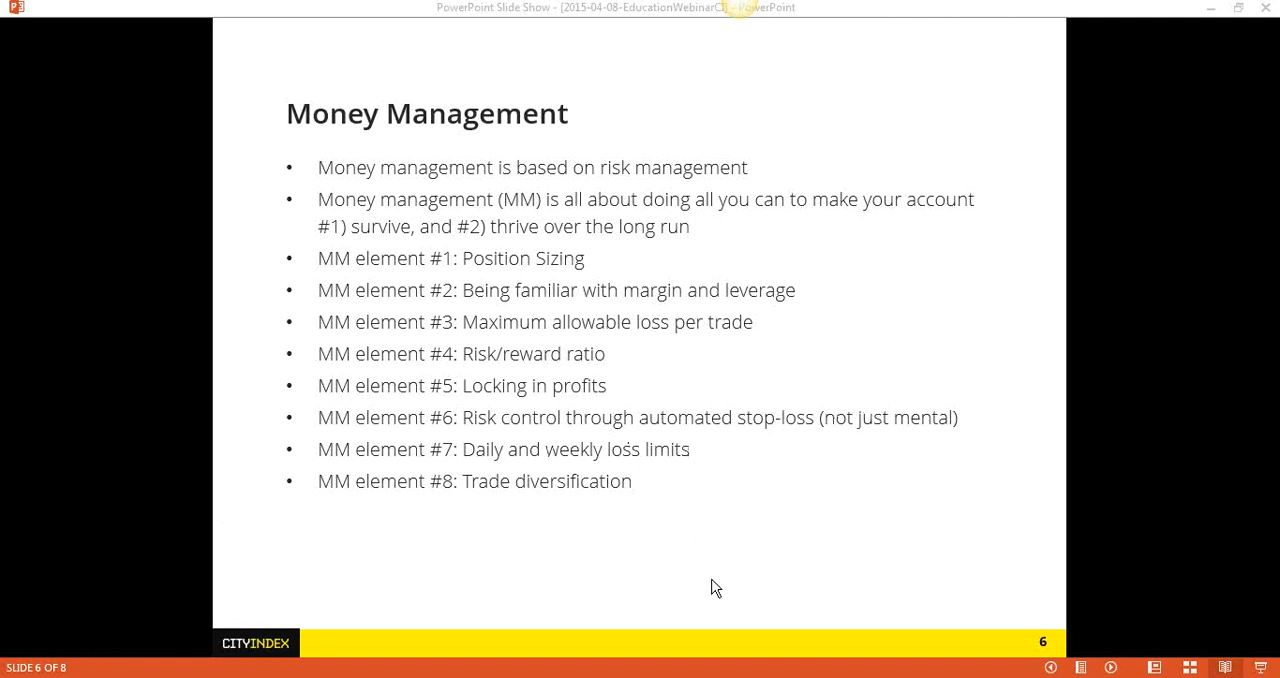 PowerPoint Slide Show - [2015-04-08-EducationWebinarCI] - PowerPoint
Money Management
• Money management is based on risk management
• Money management (MM) is all about doing all you can to make your account
#1) survive, and #2) thrive over the long run
• MM element #1: Position Sizing
• MM element #2: Being familiar with margin and leverage
• MM element #3: Maximum allowable loss per trade
• MM element #4: Risk/reward ratio
• MM element #5: Locking in profits
• MM element #6: Risk control through automated stop-loss (not just mental)
• MM element #7: Daily and weekly loss limits
• MM element #8: Trade diversification
CITYINDEX
6
SLIDE 6 OF 8